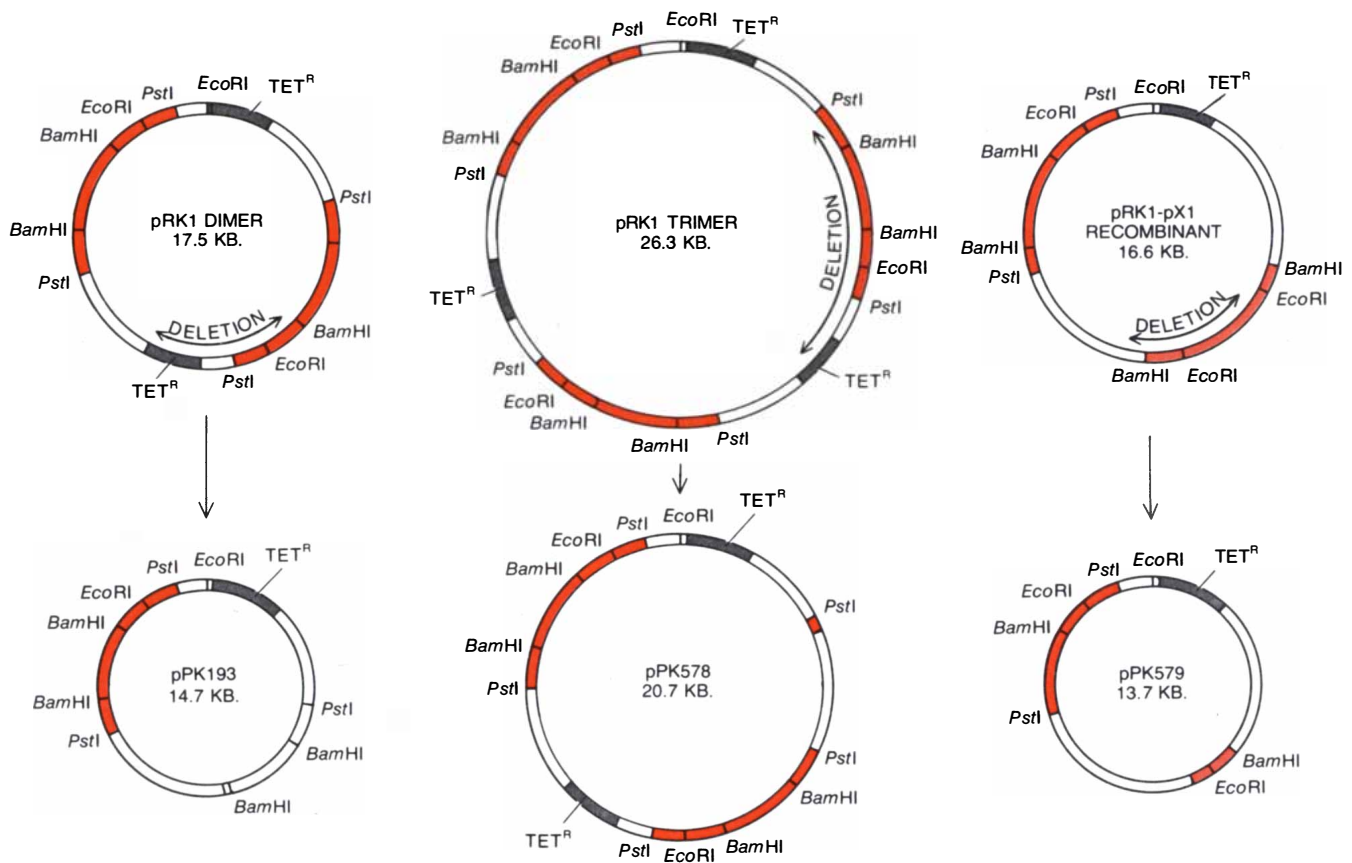 EcoRI
TET^R
PstI
EcoRI
BamHI
BamHI
PstI
PstI
BamHI
EcoRI
PstI
TET^R
pRK1 DIMER
17.5 KB.
DELETION
EcoRI
TET^R
PstI
EcoRI
BamHI
PstI
TET^R
PstI
EcoRI
BamHI
BamHI
PstI
PstI
BamHI
BamHI
EcoRI
PstI
TET^R
pRK1 TRIMER
26.3 KB.
DELETION
EcoRI
TET^R
PstI
EcoRI
BamHI
BamHI
PstI
BamHI
EcoRI
BamHI
EcoRI
pRK1-pX1
RECOMBINANT
16.6 KB.
DELETION
EcoRI
TET^R
PstI
EcoRI
BamHI
BamHI
PstI
PstI
BamHI
BamHI
pPK193
14.7 KB.
EcoRI
TET^R
PstI
EcoRI
BamHI
BamHI
PstI
PstI
PstI
BamHI
TET^R
PstI
EcoRI
BamHI
pPK578
20.7 KB.
EcoRI
TET^R
PstI
EcoRI
BamHI
PstI
BamHI
EcoRI
pPK579
13.7 KB.